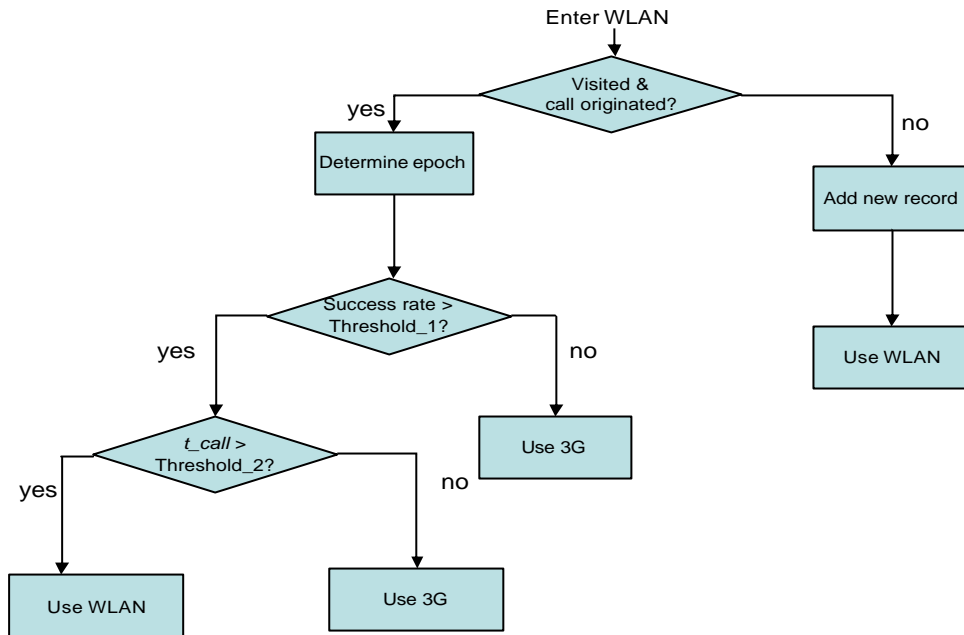 Enter WLAN
Visited &
call originated?
yes
no
Determine epoch
Add new record
Success rate >
Threshold_1?
yes
no
Use WLAN
t_call >
Threshold_2?
Use 3G
yes
no
Use WLAN
Use 3G